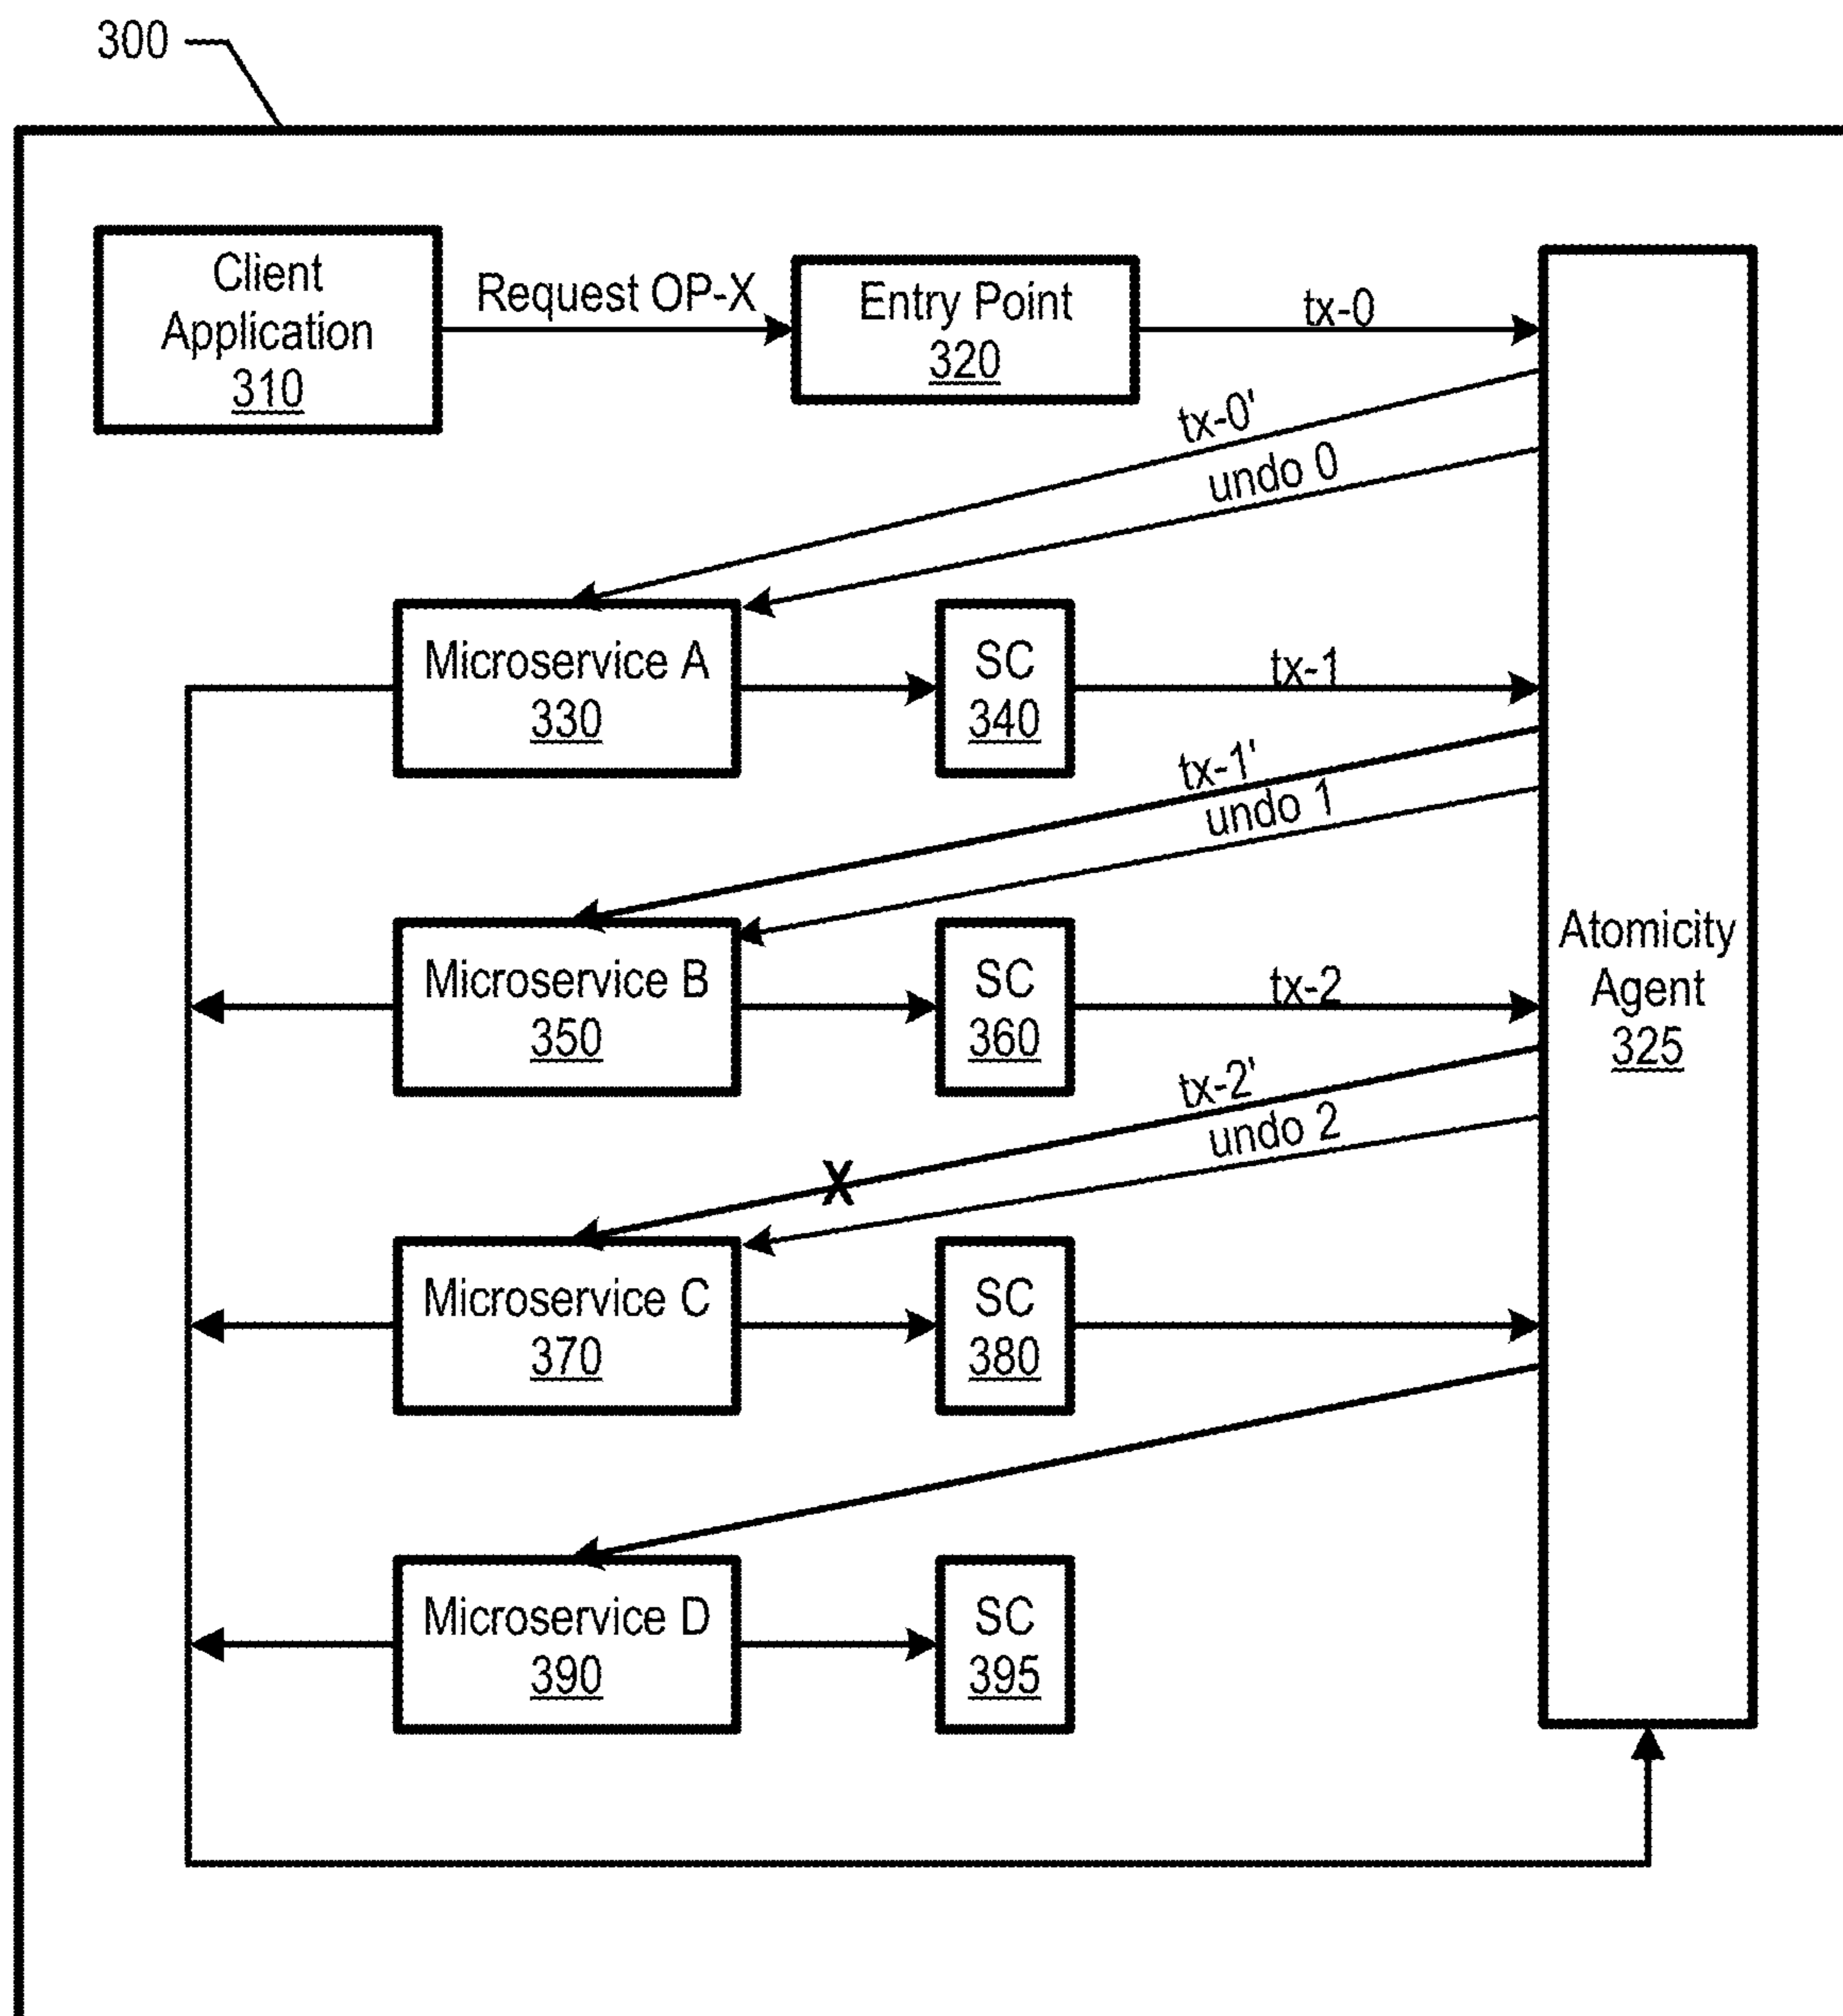 300
Client
Application
310
Request OP-X
Entry Point
320
tx-0
tx-0'
undo 0
Microservice A
330
SC
340
tx-1
tx-1'
undo 1
Microservice B
350
SC
360
tx-2
Atomicity
Agent
325
tx-2'
undo 2
X
Microservice C
370
SC
380
Microservice D
390
SC
395